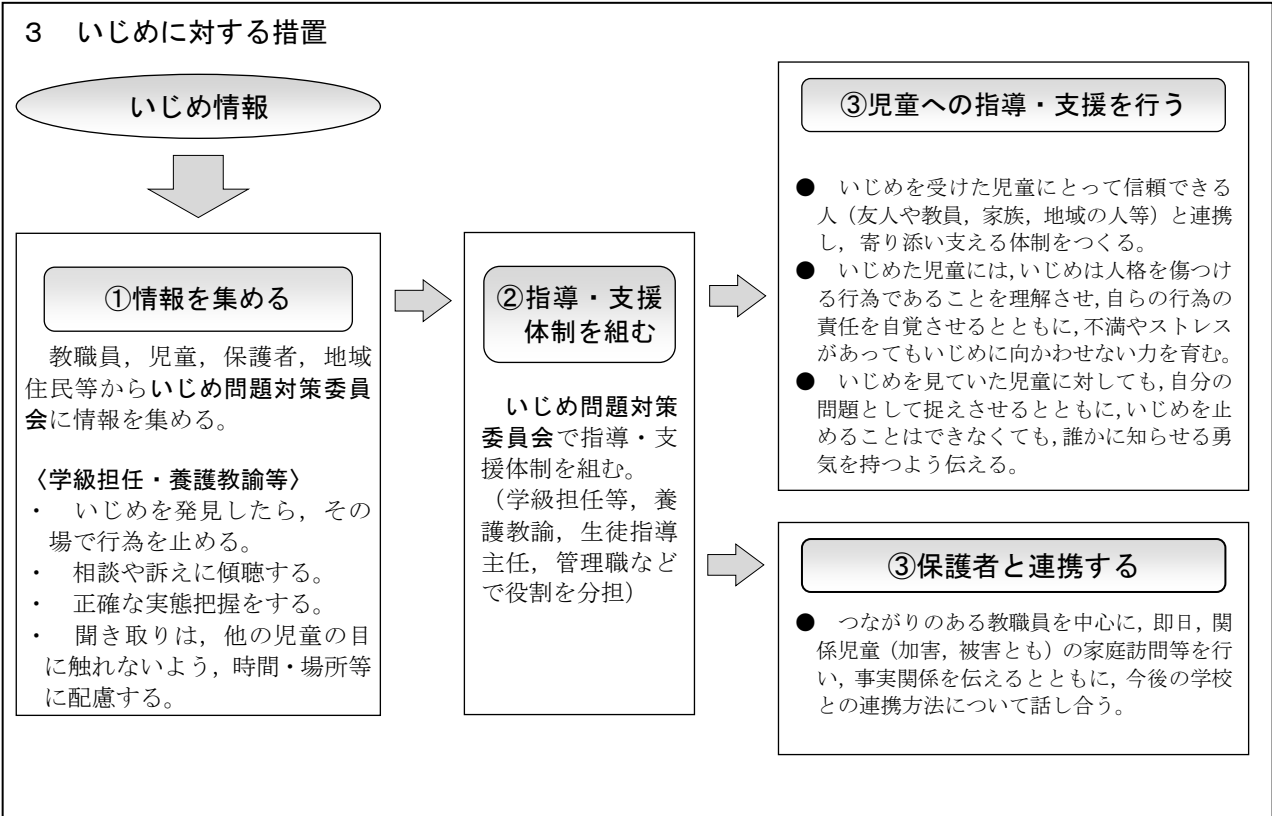 ３　いじめに対する措置
いじめ情報
①情報を集める
教職員，児童，保護者，地域
住民等からいじめ問題対策委員
会に情報を集める。
〈学級担任・養護教諭等〉
・　いじめを発見したら，その
場で行為を止める。
・　相談や訴えに傾聴する。
・　正確な実態把握をする。
・　聞き取りは，他の児童の目
に触れないよう，時間・場所等
に配慮する。
②指導・支援
体制を組む
いじめ問題対策
委員会で指導・支
援体制を組む。
（学級担任等，養
護教諭，生徒指導
主任，管理職など
で役割を分担）
③児童への指導・支援を行う
●　いじめを受けた児童にとって信頼できる
人（友人や教員，家族，地域の人等）と連携
し，寄り添い支える体制をつくる。
●　いじめた児童には，いじめは人格を傷つけ
る行為であることを理解させ，自らの行為の
責任を自覚させるとともに，不満やストレス
があってもいじめに向かわせない力を育む。
●　いじめを見ていた児童に対しても，自分の
問題として捉えさせるとともに，いじめを止
めることはできなくても，誰かに知らせる勇
気を持つよう伝える。
③保護者と連携する
●　つながりのある教職員を中心に，即日，関
係児童（加害，被害とも）の家庭訪問等を行
い，事実関係を伝えるとともに，今後の学校
との連携方法について話し合う。